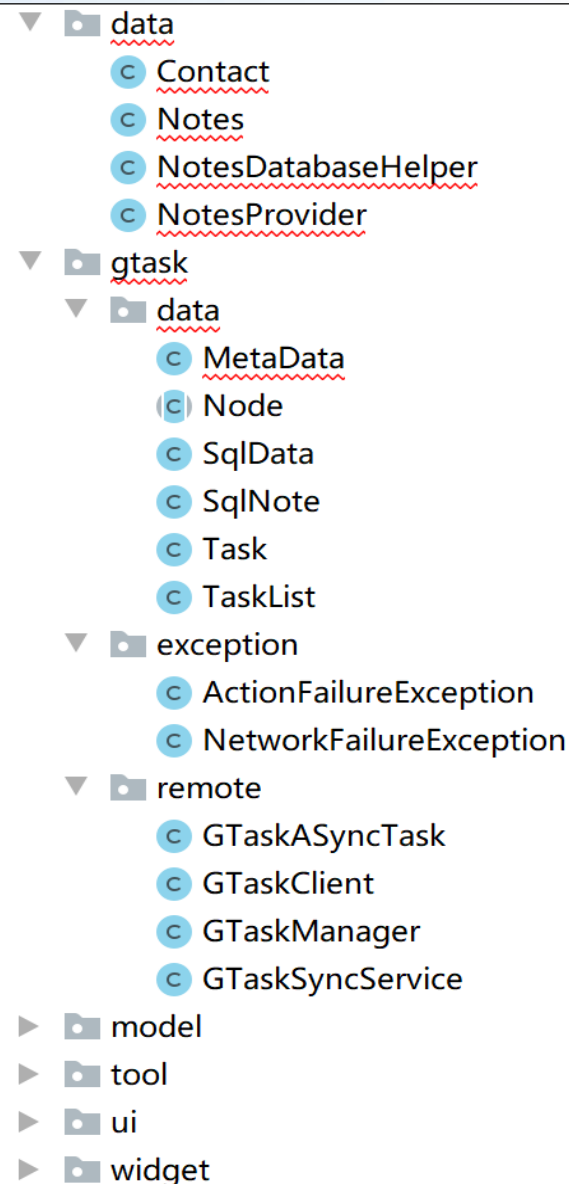 data
C Contact
C Notes
C NotesDatabaseHelper
C NotesProvider
gtask
data
C MetaData
C Node
C SqlData
C SqlNote
C Task
C TaskList
exception
C ActionFailureException
C NetworkFailureException
remote
C GTaskASyncTask
C GTaskClient
C GTaskManager
C GTaskSyncService
model
tool
ui
widget